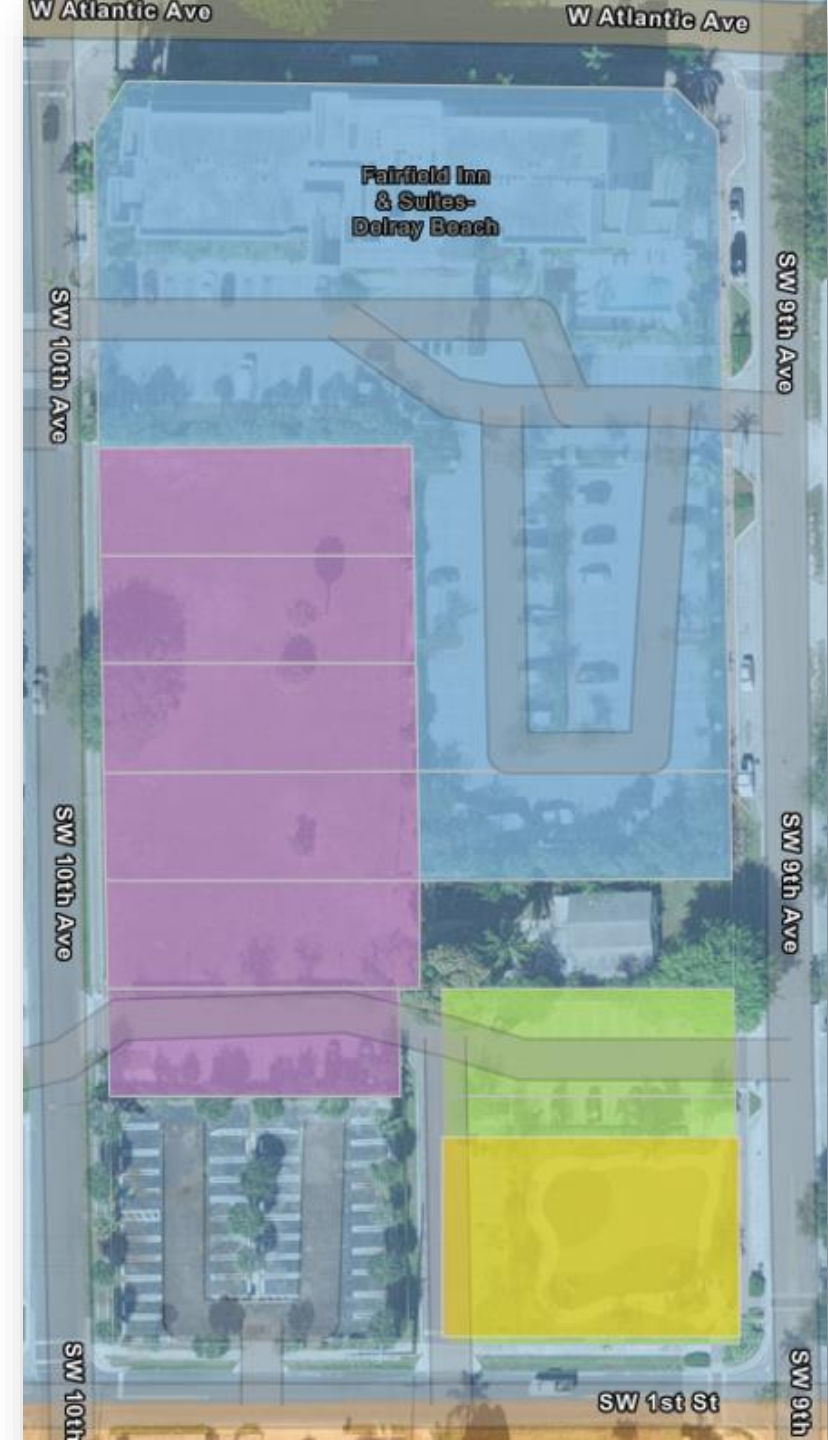 W Atlantic Ave
W Atlantic Ave
Fairfield Inn
& Suites-
Delray Beach
SW 10th Ave
SW 9th Ave
SW 10th Ave
SW 9th Ave
SW 10th
SW 9th
SW 1st St